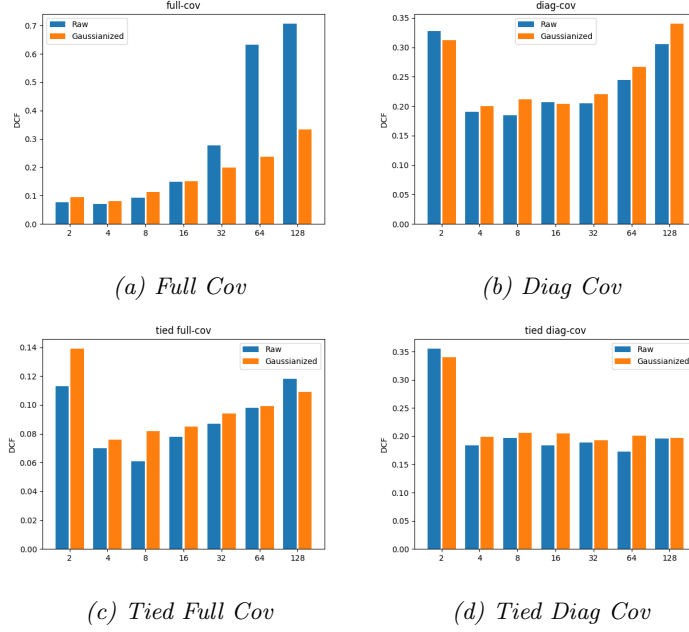 full-cov
Raw
Gaussianized
DCF
0.7
0.6
0.5
0.4
0.3
0.2
0.1
0.0
2 4 8 16 32 64 128
(a) Full Cov
diag-cov
Raw
Gaussianized
DCF
0.35
0.30
0.25
0.20
0.15
0.10
0.05
0.00
2 4 8 16 32 64 128
(b) Diag Cov
tied full-cov
Raw
Gaussianized
DCF
0.14
0.12
0.10
0.08
0.06
0.04
0.02
0.00
2 4 8 16 32 64 128
(c) Tied Full Cov
tied diag-cov
Raw
Gaussianized
DCF
0.35
0.30
0.25
0.20
0.15
0.10
0.05
0.00
2 4 8 16 32 64 128
(d) Tied Diag Cov